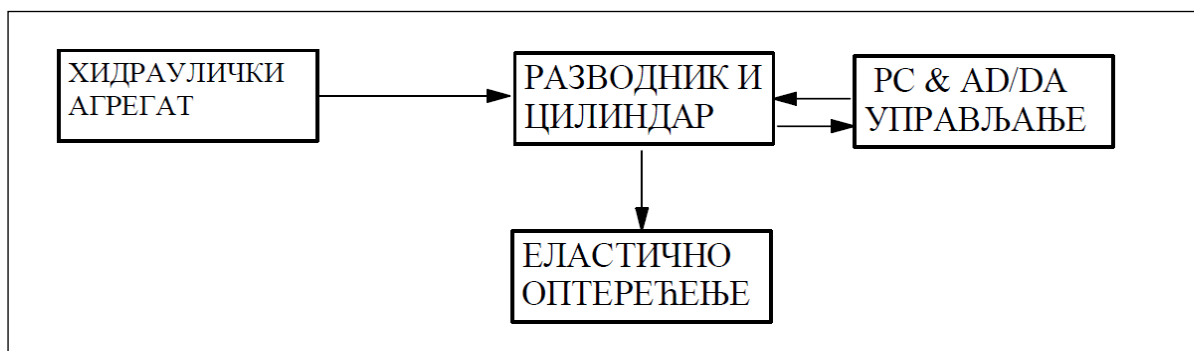 ХИДРАУЛИЧКИ
АГРЕГАТ
РАЗВОДНИК И
ЦИЛИНДАР
PC & AD/DA
УПРАВЉАЊЕ
ЕЛАСТИЧНО
ОПТЕРЕЋЕЊЕ